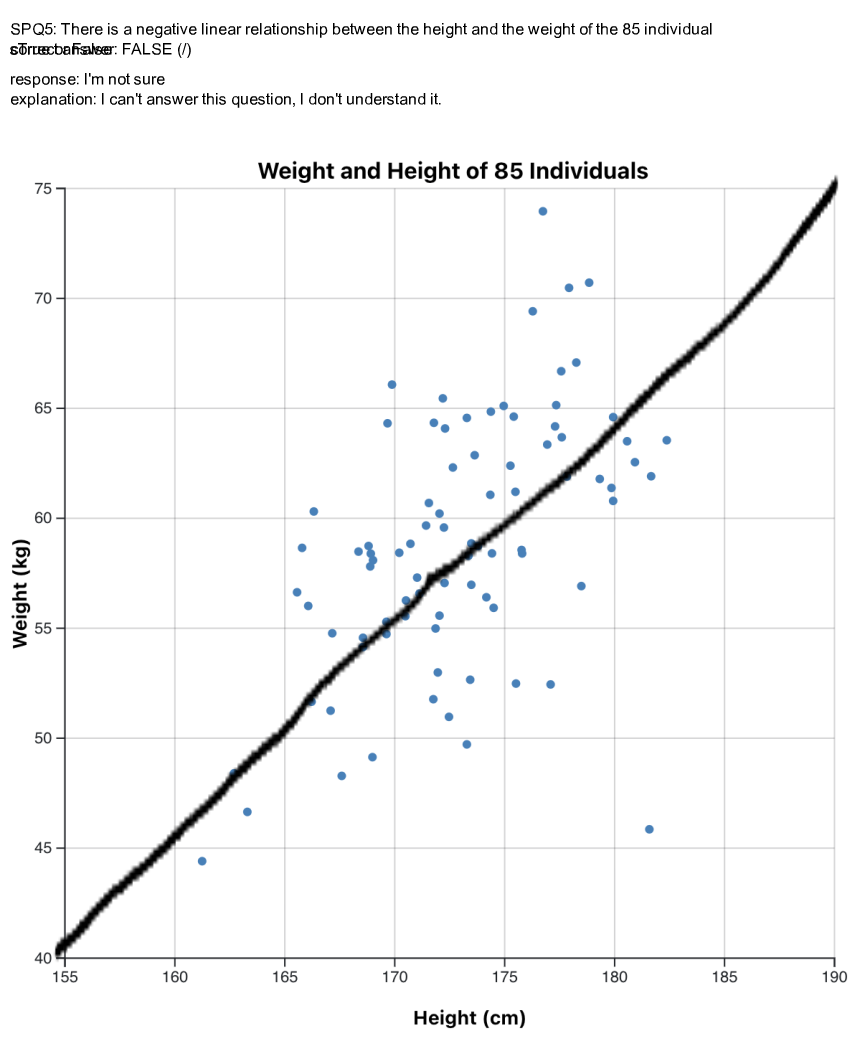 SPQ5: There is a negative linear relationship between the height and the weight of the 85 individual
FALSE (/)
response: I'm not sure
explanation: I can't answer this question, I don't understand it.
Weight and Height of 85 Individuals
75
70
65
60
55
50
45
40
Weight (kg)
155 160 165 170 175 180 185 190
Height (cm)